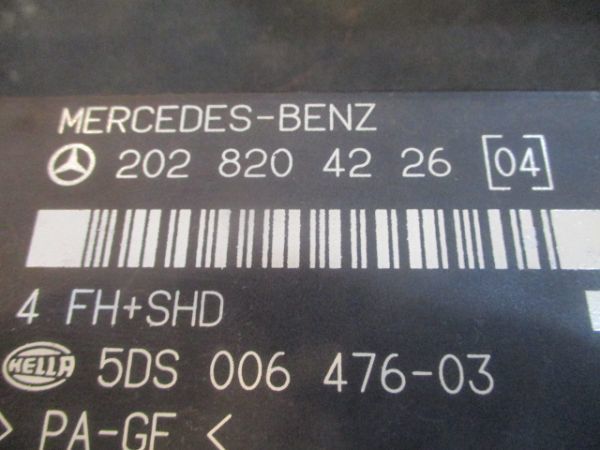 MERCEDES-BENZ
202 820 42 26 [04]
4 FH+SHD
HELLA 5DS 006 476-03
> PA-GF <